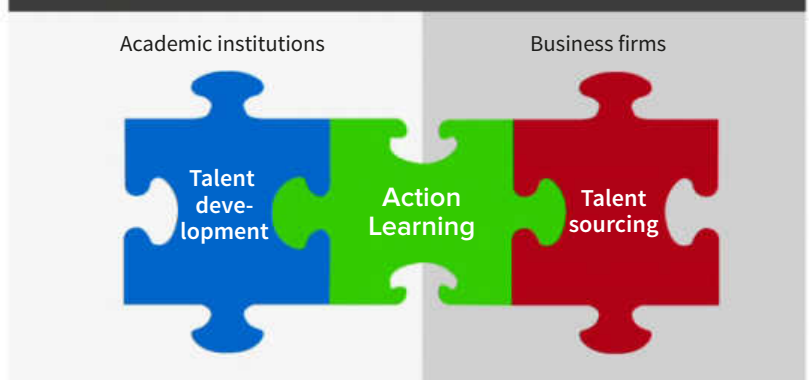 Academic institutions
Business firms
Talent
deve-
lopment
Action
Learning
Talent
sourcing